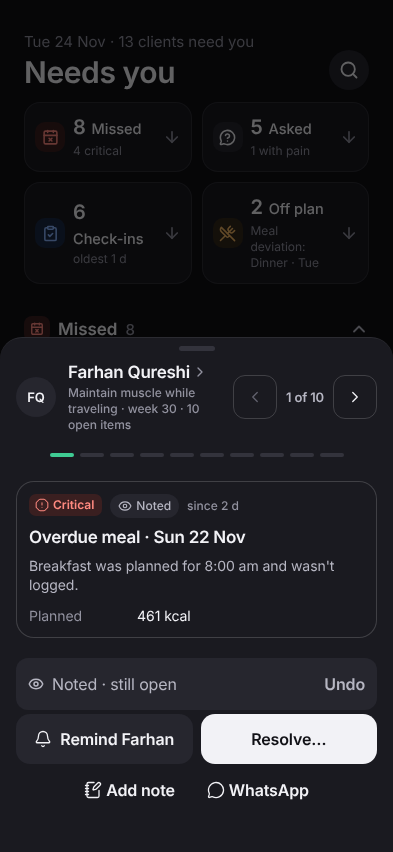 Tue 24 Nov · 13 clients need you
Needs you
8 Missed
4 critical
5 Asked
1 with pain
6
Check-ins
oldest 1 d
2 Off plan
Meal
deviation:
Dinner · Tue
Missed 8
FQ
Farhan Qureshi
Maintain muscle while
traveling · week 30 · 10
open items
1 of 10
Critical
Noted
since 2 d
Overdue meal · Sun 22 Nov
Breakfast was planned for 8:00 am and wasn't
logged.
Planned 461 kcal
Noted · still open
Undo
Remind Farhan
Resolve...
Add note
WhatsApp